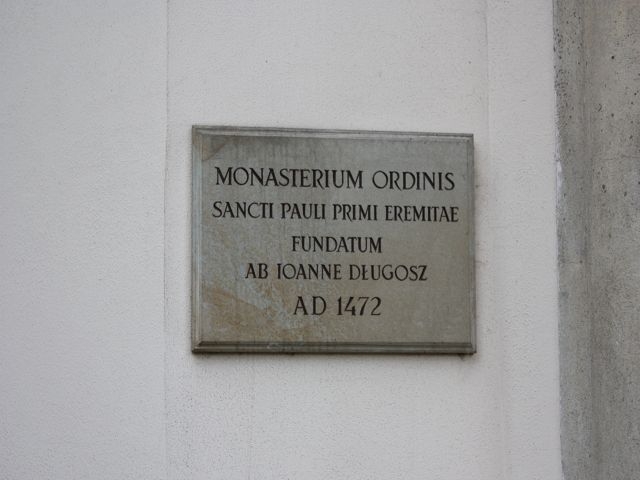 MONASTERIUM ORDINIS
SANCTI PAULI PRIMI EREMITAE
FUNDATUM
AB IOANNE DŁUGOSZ
AD 1472